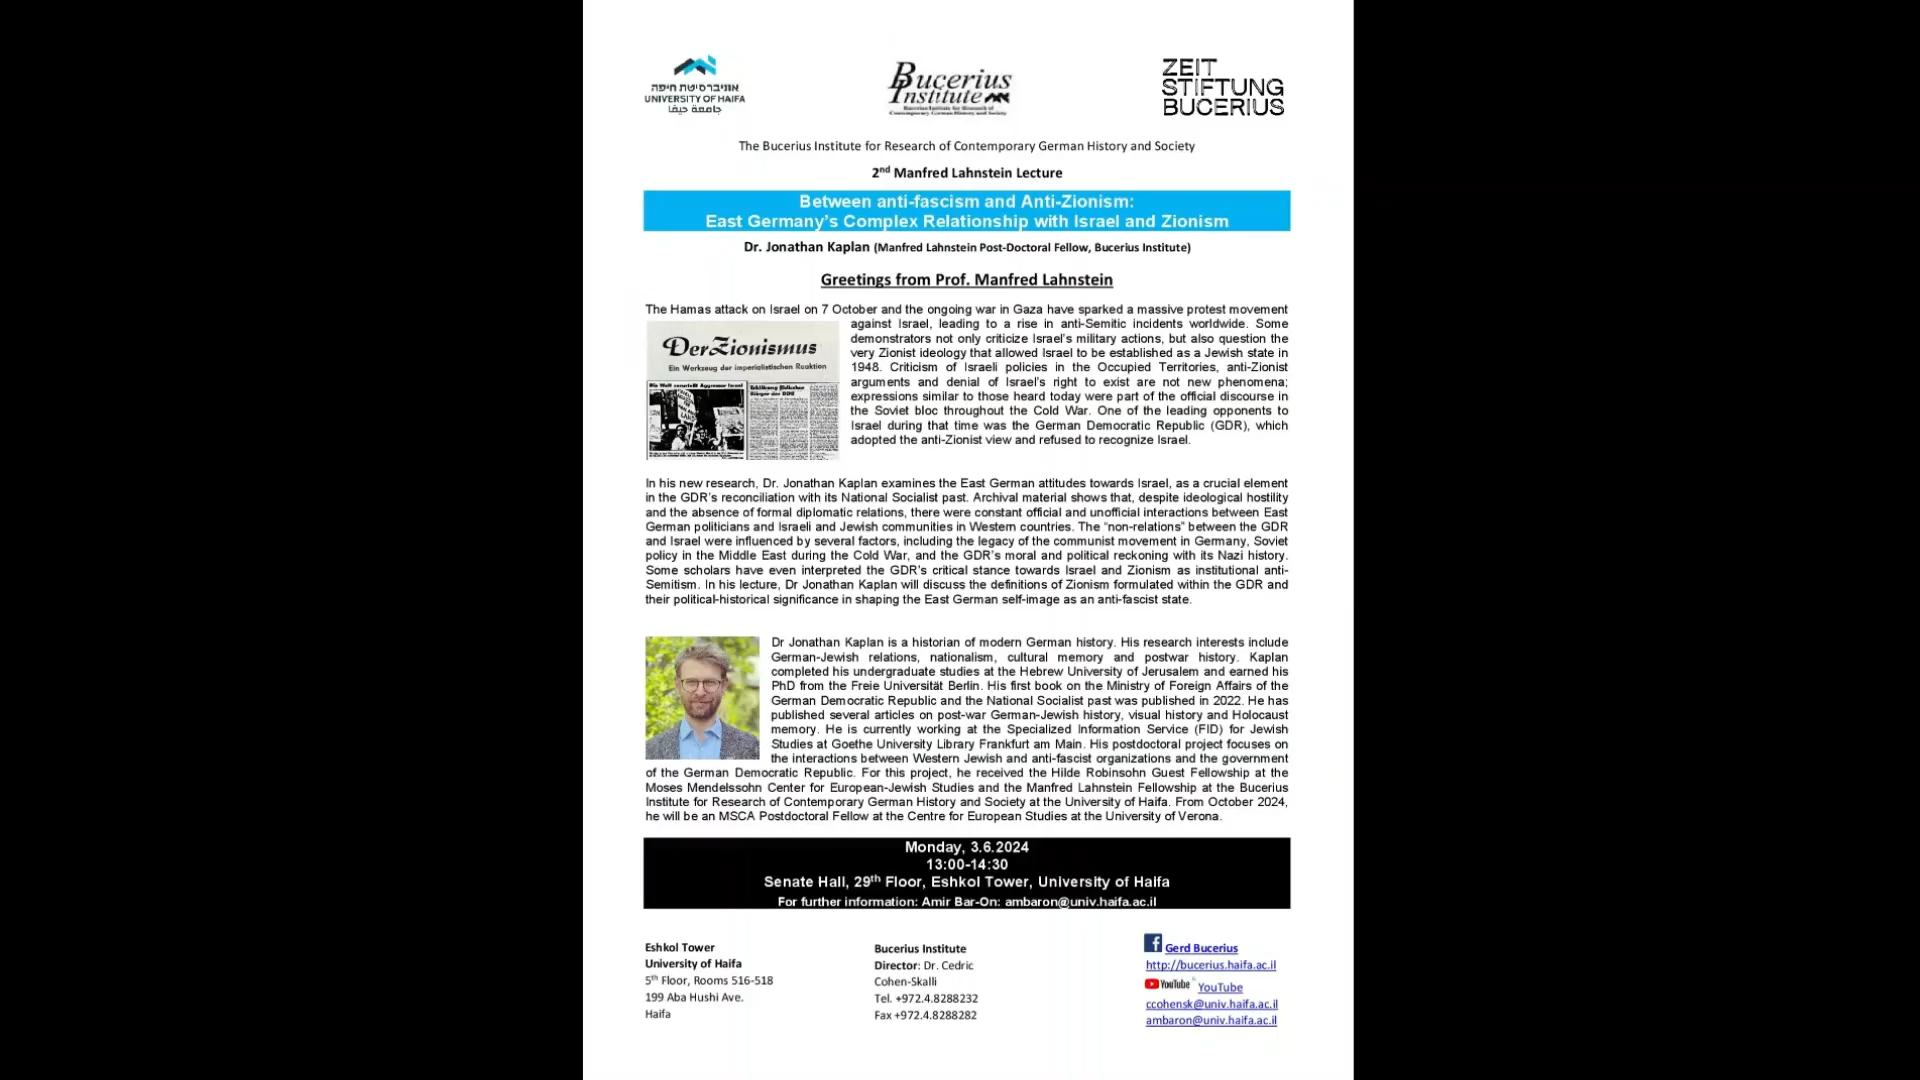 אוניברסיטת חיפה
UNIVERSITY OF HAIFA
جامعة حيفا
Bucerius
Institute
Bucerius Institute for Research of
Contemporary German History and Society
ZEIT
STIFTUNG
BUCERIUS
The Bucerius Institute for Research of Contemporary German History and Society
2nd Manfred Lahnstein Lecture
Between anti-fascism and Anti-Zionism:
East Germany's Complex Relationship with Israel and Zionism
Dr. Jonathan Kaplan (Manfred Lahnstein Post-Doctoral Fellow, Bucerius Institute)
Greetings from Prof. Manfred Lahnstein
The Hamas attack on Israel on 7 October and the ongoing war in Gaza have sparked a massive protest movement
against Israel, leading to a rise in anti-Semitic incidents worldwide. Some
demonstrators not only criticize Israel's military actions, but also question the
very Zionist ideology that allowed Israel to be established as a Jewish state in
1948. Criticism of Israeli policies in the Occupied Territories, anti-Zionist
arguments and denial of Israel's right to exist are not new phenomena;
expressions similar to those heard today were part of the official discourse in
the Soviet bloc throughout the Cold War. One of the leading opponents to
Israel during that time was the German Democratic Republic (GDR), which
adopted the anti-Zionist view and refused to recognize Israel.
Der Zionismus
Ein Werkzeug der imperialistischen Reaktion
Die Welt verurteilt Aggressor Israel
Erklärung jüdischer
Bürger der DDR
In his new research, Dr. Jonathan Kaplan examines the East German attitudes towards Israel, as a crucial element
in the GDR's reconciliation with its National Socialist past. Archival material shows that, despite ideological hostility
and the absence of formal diplomatic relations, there were constant official and unofficial interactions between East
German politicians and Israeli and Jewish communities in Western countries. The "non-relations" between the GDR
and Israel were influenced by several factors, including the legacy of the communist movement in Germany, Soviet
policy in the Middle East during the Cold War, and the GDR's moral and political reckoning with its Nazi history.
Some scholars have even interpreted the GDR's critical stance towards Israel and Zionism as institutional anti-
Semitism. In his lecture, Dr Jonathan Kaplan will discuss the definitions of Zionism formulated within the GDR and
their political-historical significance in shaping the East German self-image as an anti-fascist state.
Dr Jonathan Kaplan is a historian of modern German history. His research interests include
German-Jewish relations, nationalism, cultural memory and postwar history. Kaplan
completed his undergraduate studies at the Hebrew University of Jerusalem and earned his
PhD from the Freie Universität Berlin. His first book on the Ministry of Foreign Affairs of the
German Democratic Republic and the National Socialist past was published in 2022. He has
published several articles on post-war German-Jewish history, visual history and Holocaust
memory. He is currently working at the Specialized Information Service (FID) for Jewish
Studies at Goethe University Library Frankfurt am Main. His postdoctoral project focuses on
the interactions between Western Jewish and anti-fascist organizations and the government
of the German Democratic Republic. For this project, he received the Hilde Robinsohn Guest Fellowship at the
Moses Mendelssohn Center for European-Jewish Studies and the Manfred Lahnstein Fellowship at the Bucerius
Institute for Research of Contemporary German History and Society at the University of Haifa. From October 2024,
he will be an MSCA Postdoctoral Fellow at the Centre for European Studies at the University of Verona.
Monday, 3.6.2024
13:00-14:30
Senate Hall, 29th Floor, Eshkol Tower, University of Haifa
For further information: Amir Bar-On: ambaron@univ.haifa.ac.il
Eshkol Tower
University of Haifa
5th Floor, Rooms 516-518
199 Aba Hushi Ave.
Haifa
Bucerius Institute
Director: Dr. Cedric
Cohen-Skalli
Tel. +972.4.8288232
Fax +972.4.8288282
Gerd Bucerius
http://bucerius.haifa.ac.il
YouTube YouTube
ccohensk@univ.haifa.ac.il
ambaron@univ.haifa.ac.il